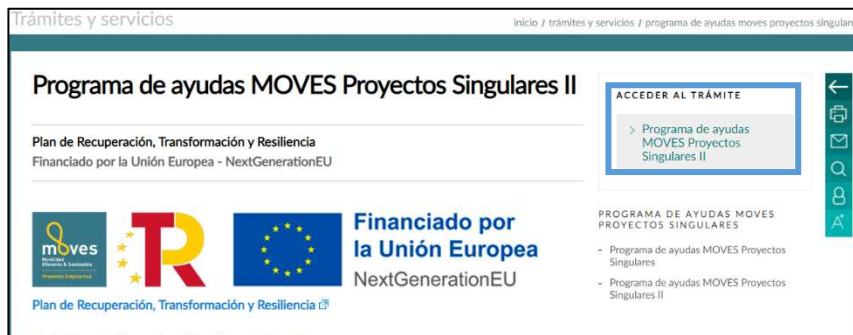 Trámites y servicios
inicio / trámites y servicios / programa de ayudas moves proyectos singulare
Programa de ayudas MOVES Proyectos Singulares II
Plan de Recuperación, Transformación y Resiliencia
Financiado por la Unión Europea - NextGenerationEU
moves
Plan de Recuperación, Transformación y Resiliencia
Financiado por
la Unión Europea
NextGenerationEU
ACCEDER AL TRÁMITE
> Programa de ayudas
MOVES Proyectos
Singulares II
PROGRAMA DE AYUDAS MOVES
PROYECTOS SINGULARES
- Programa de ayudas MOVES Proyectos
Singulares
- Programa de ayudas MOVES Proyectos
Singulares II